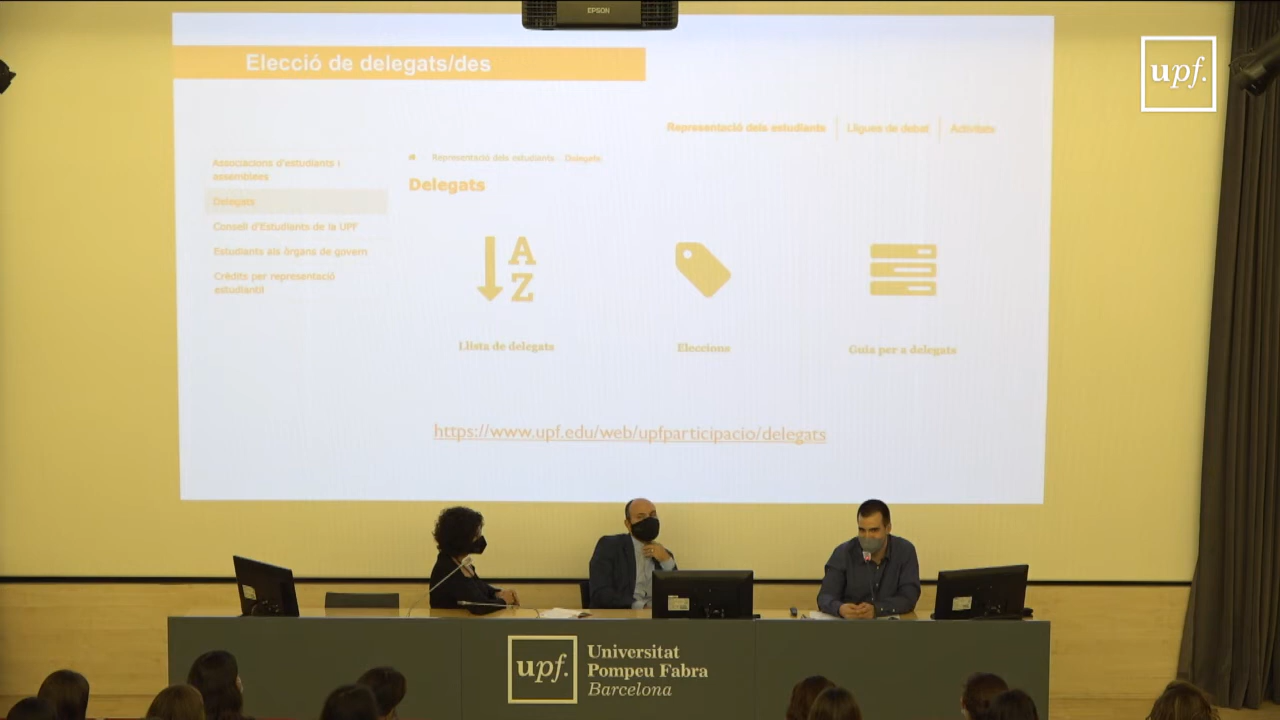 EPSON
upf.
Elecció de delegats/des
Representació dels estudiants
Lligues de debat
Activitats
Associacions d'estudiants i
assemblees
Delegats
Consell d'Estudiants de la UPF
Estudiants als òrgans de govern
Crèdits per representació
estudiantil
Representació dels estudiants Delegats
Delegats
A
Z
Llista de delegats
Eleccions
Guia per a delegats
https://www.upf.edu/web/upfparticipacio/delegats
upf.
Universitat
Pompeu Fabra
Barcelona